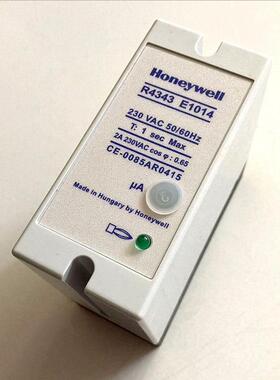 Honeywell
R4343 E1014
230 VAC 50/60Hz
T: 1 sec Max
2A 230VAC cos φ : 0.65
CE-0085AR0415
µA
Made in Hungary by Honeywell